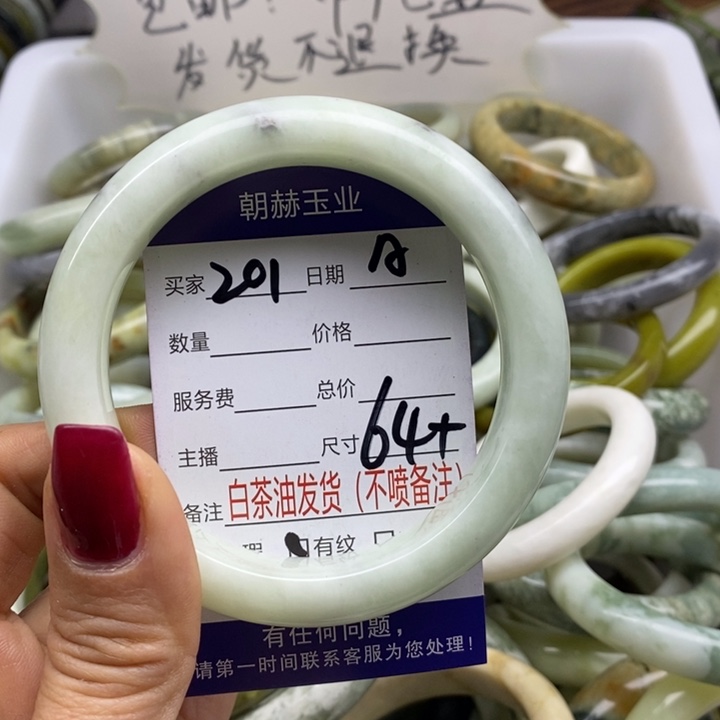 发货不退换
朝赫玉业
买家 201 日期 A
数量 价格
服务费 总价
主播 尺寸 64+
备注 白茶油发货（不喷备注）
有纹
有任何问题，
请第一时间联系客服为您处理！